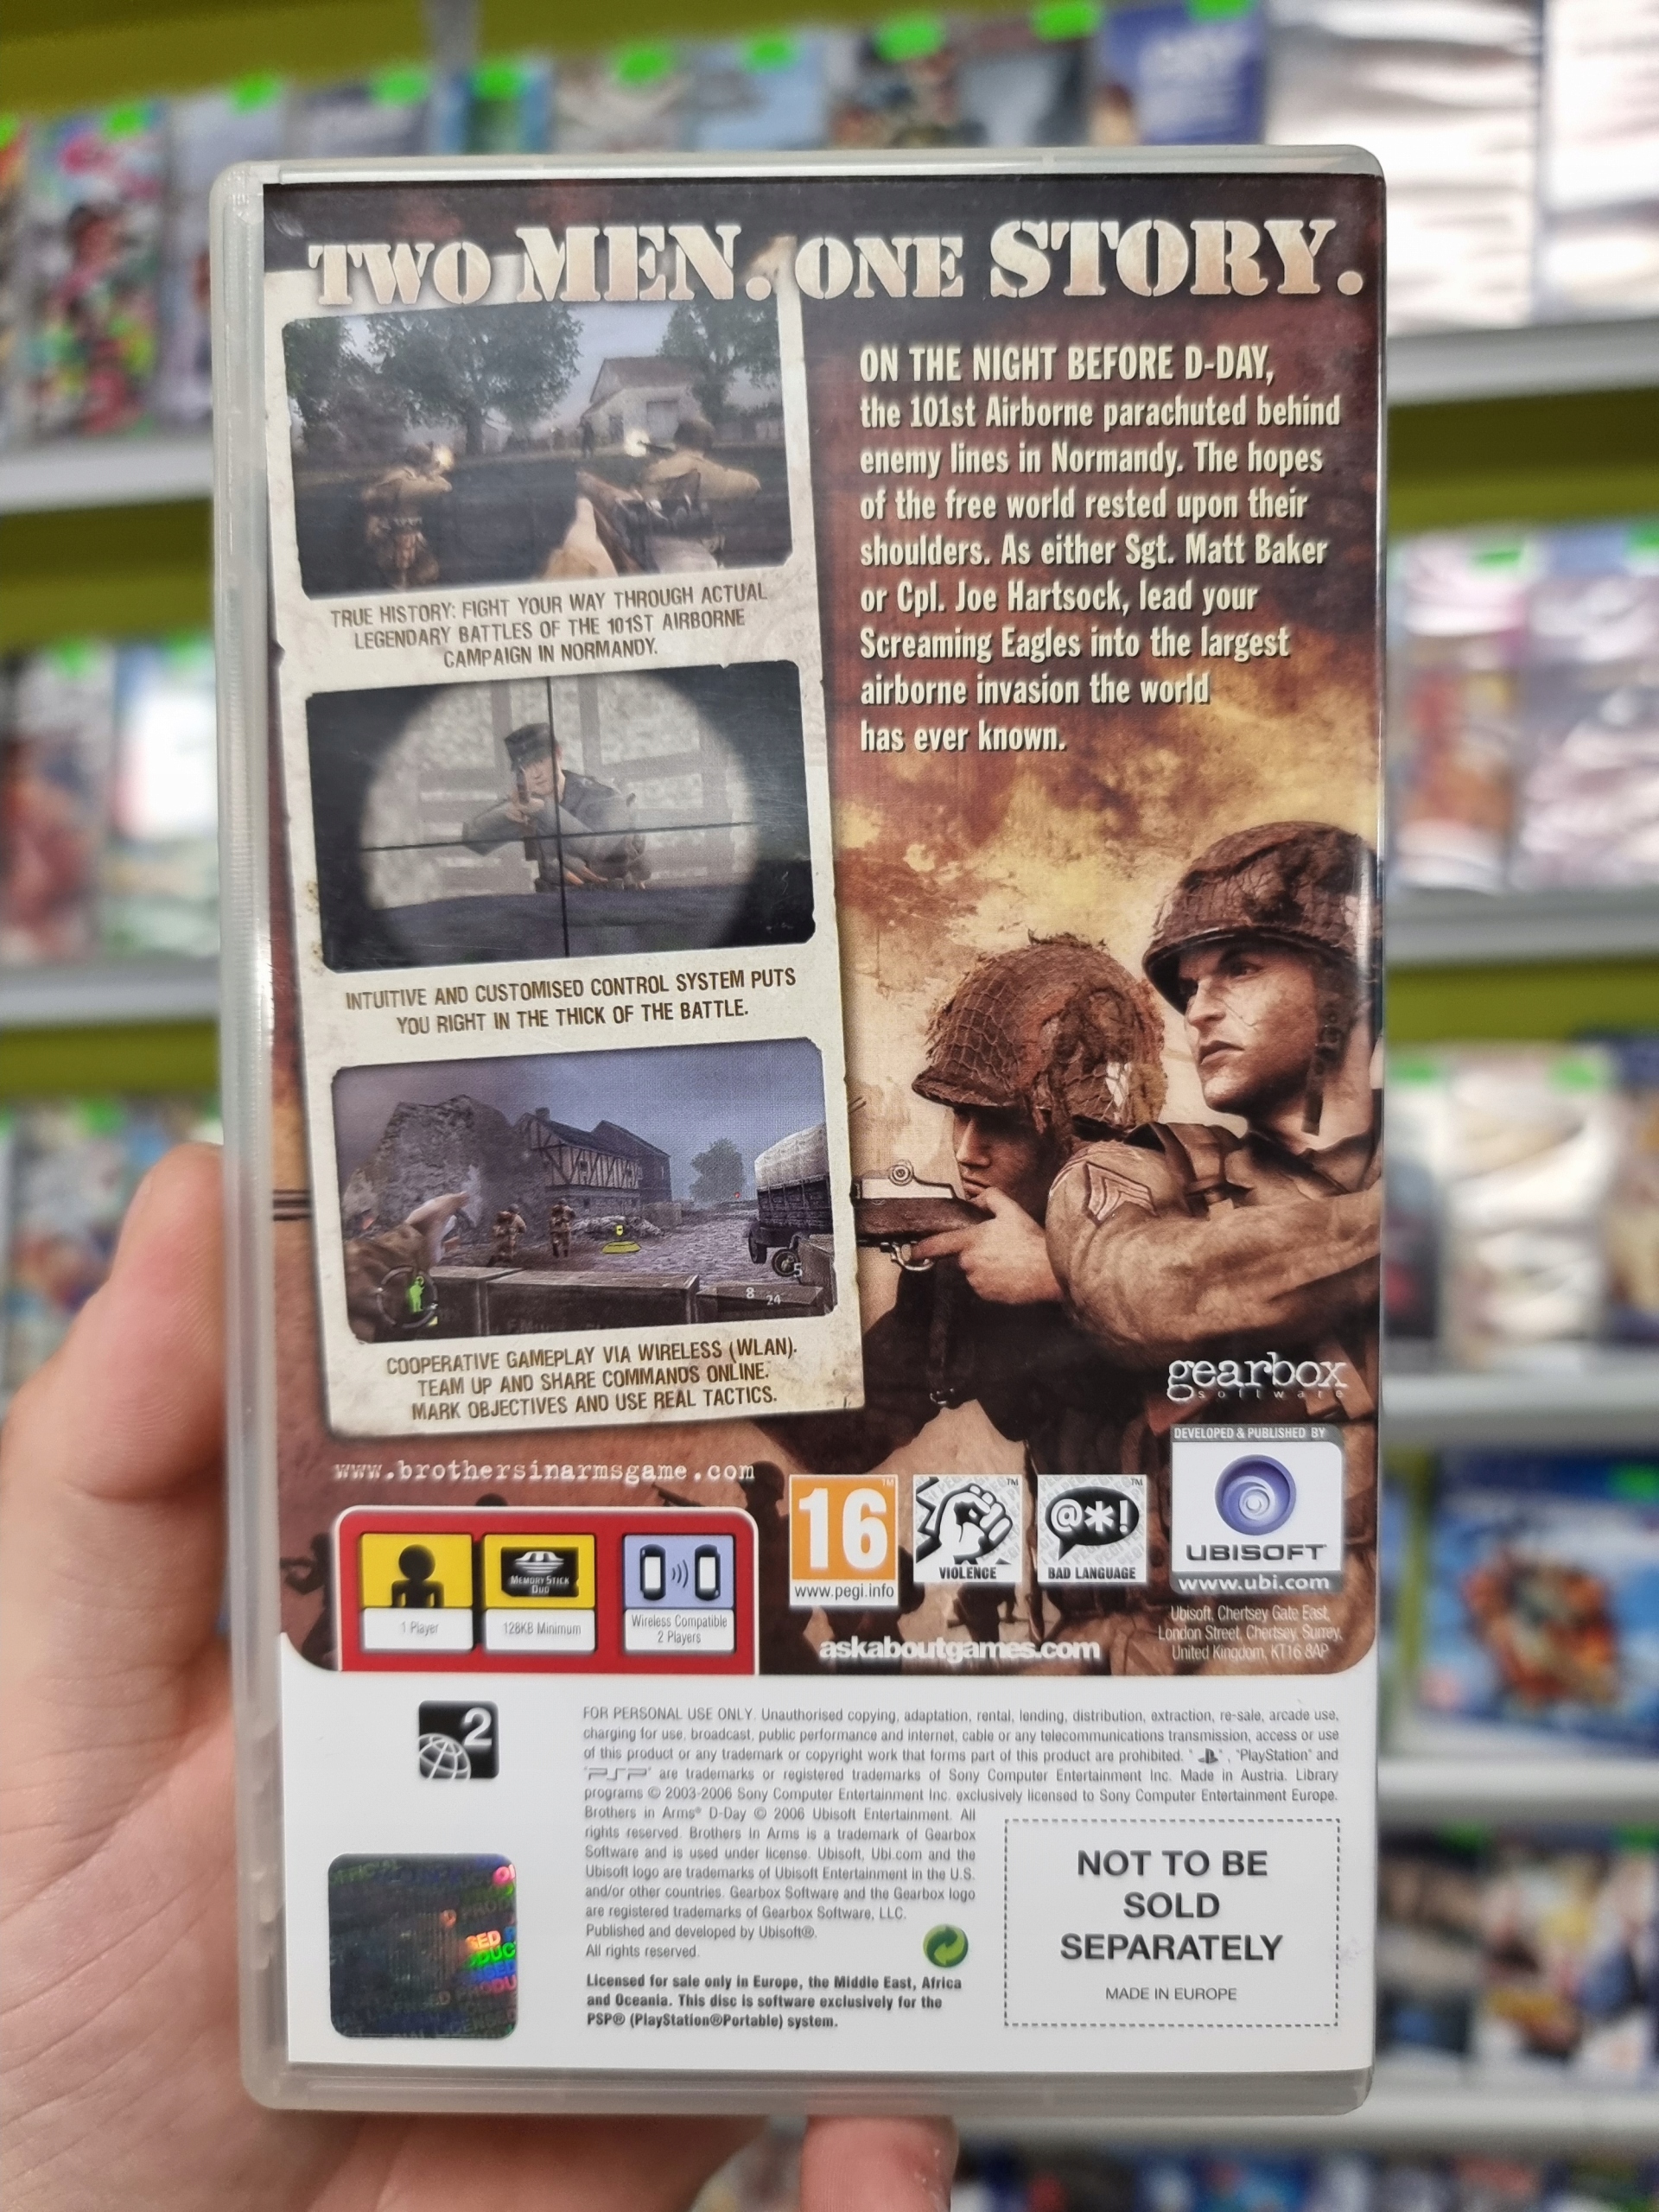 TWO MEN. ONE STORY.
ON THE NIGHT BEFORE D-DAY,
the 101st Airborne parachuted behind
enemy lines in Normandy. The hopes
of the free world rested upon their
shoulders. As either Sgt. Matt Baker
or Cpl. Joe Hartsock, lead your
Screaming Eagles into the largest
airborne invasion the world
has ever known.
TRUE HISTORY: FIGHT YOUR WAY THROUGH ACTUAL
LEGENDARY BATTLES OF THE 101ST AIRBORNE
CAMPAIGN IN NORMANDY.
INTUITIVE AND CUSTOMISED CONTROL SYSTEM PUTS
YOU RIGHT IN THE THICK OF THE BATTLE.
5
8 24
COOPERATIVE GAMEPLAY VIA WIRELESS (WLAN).
TEAM UP AND SHARE COMMANDS ONLINE.
MARK OBJECTIVES AND USE REAL TACTICS.
gearbox
software
www.brothersinarmsgame.com
DEVELOPED & PUBLISHED BY
UBISOFT
www.ubi.com
Ubisoft, Chertsey Gate East,
London Street, Chertsey, Surrey,
United Kingdom, KT16 8AP
16
www.pegi.info
VIOLENCE
@*!
BAD LANGUAGE
askaboutgames.com
1 Player
MEMORY STICK
DUO
128KB Minimum
Wireless Compatible
2 Players
2
FOR PERSONAL USE ONLY. Unauthorised copying, adaptation, rental, lending, distribution, extraction, re-sale, arcade use,
charging for use, broadcast, public performance and internet, cable or any telecommunications transmission, access or use
of this product or any trademark or copyright work that forms part of this product are prohibited. " ", "PlayStation" and
"PSP" are trademarks or registered trademarks of Sony Computer Entertainment Inc. Made in Austria. Library
programs © 2003-2006 Sony Computer Entertainment Inc. exclusively licensed to Sony Computer Entertainment Europe.
Brothers in Arms® D-Day © 2006 Ubisoft Entertainment. All
rights reserved. Brothers In Arms is a trademark of Gearbox
Software and is used under license. Ubisoft, Ubi.com and the
Ubisoft logo are trademarks of Ubisoft Entertainment in the U.S.
and/or other countries. Gearbox Software and the Gearbox logo
are registered trademarks of Gearbox Software, LLC.
Published and developed by Ubisoft®.
All rights reserved.
Licensed for sale only in Europe, the Middle East, Africa
and Oceania. This disc is software exclusively for the
PSP® (PlayStation®Portable) system.
NOT TO BE
SOLD
SEPARATELY
MADE IN EUROPE